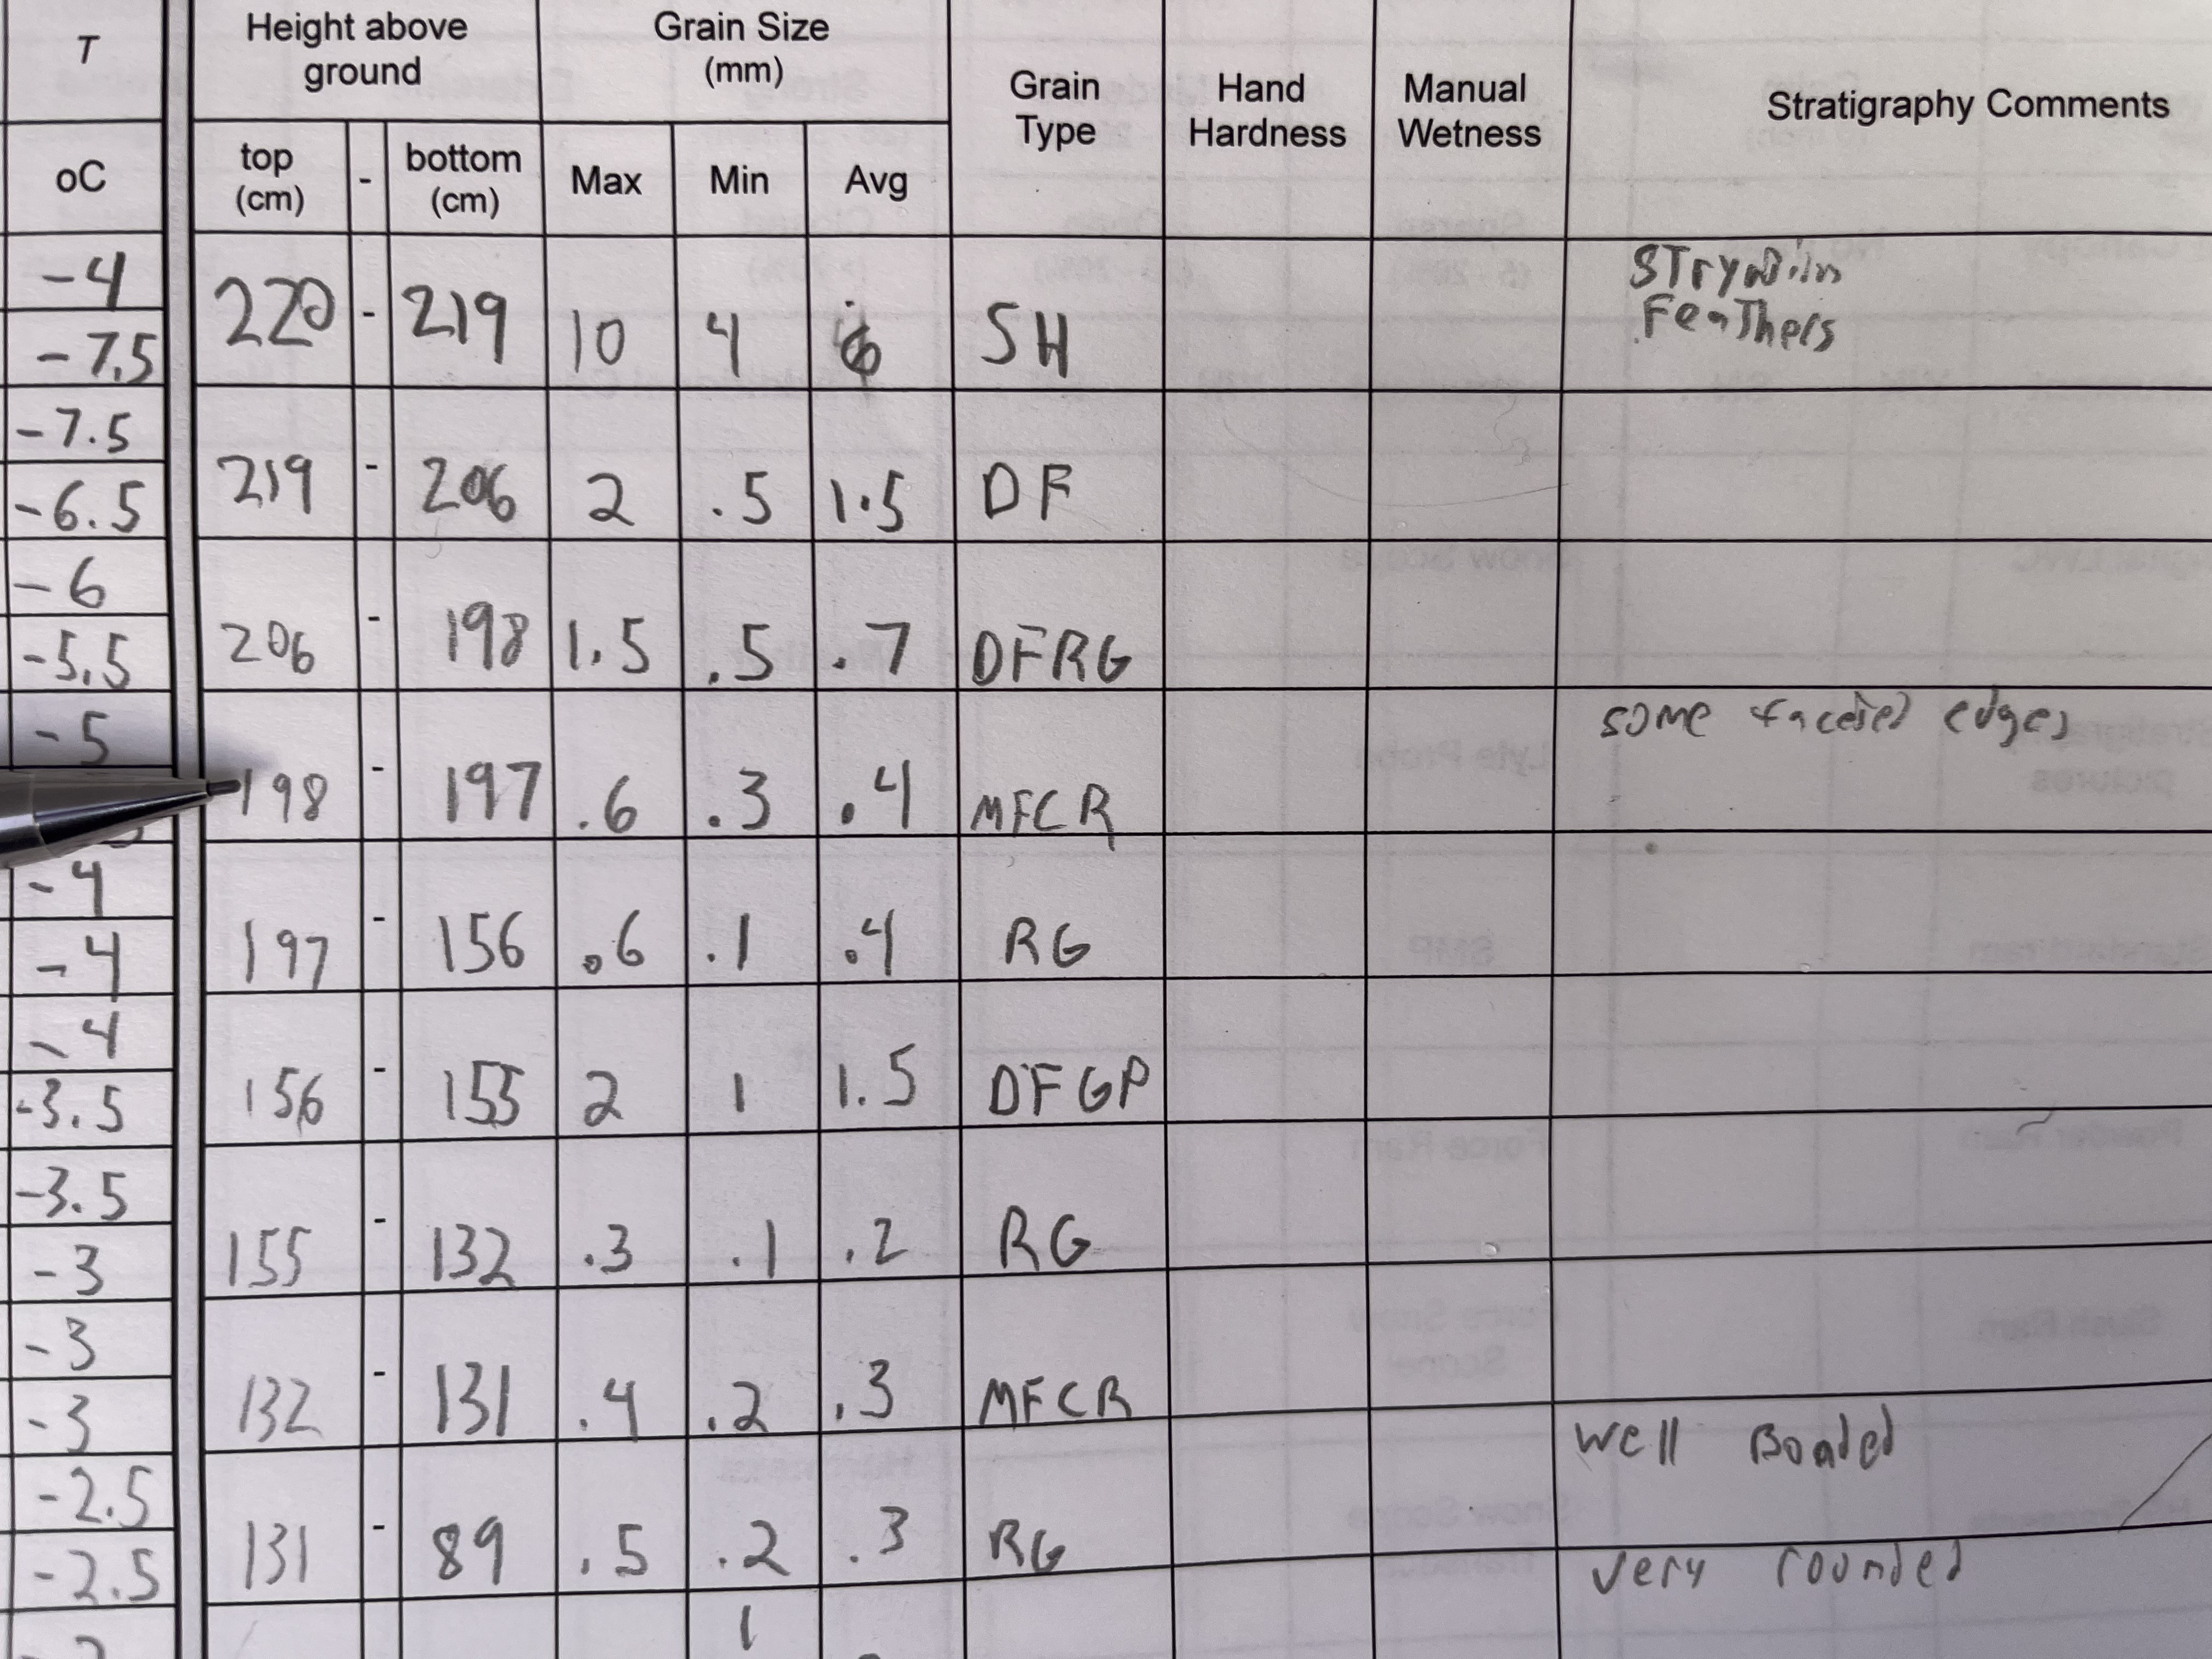 T Height above ground Grain Size (mm) Grain Type Hand Hardness Manual Wetness Stratigraphy Comments
oC top (cm) - bottom (cm) Max Min Avg
-4
-7.5
220 - 219 10 4 SH STryalin
FeaThers
-7.5
-6.5
219 - 206 2 .5 1.5 DF
-6
-5.5
206 - 198 1.5 .5 .7 DFRG some faceted edges
-5
198 - 197 .6 .3 .4 MFCR
-4
-4
197 - 156 .6 .1 .4 RG
-4
-3.5
156 - 155 2 1 1.5 DFGP
-3.5
-3
155 - 132 .3 .1 .2 RG
-3
-3
132 - 131 .4 .2 .3 MFCR Well Bonded
-2.5
-2.5
131 - 89 .5 .2 .3 RG Very rounded
1